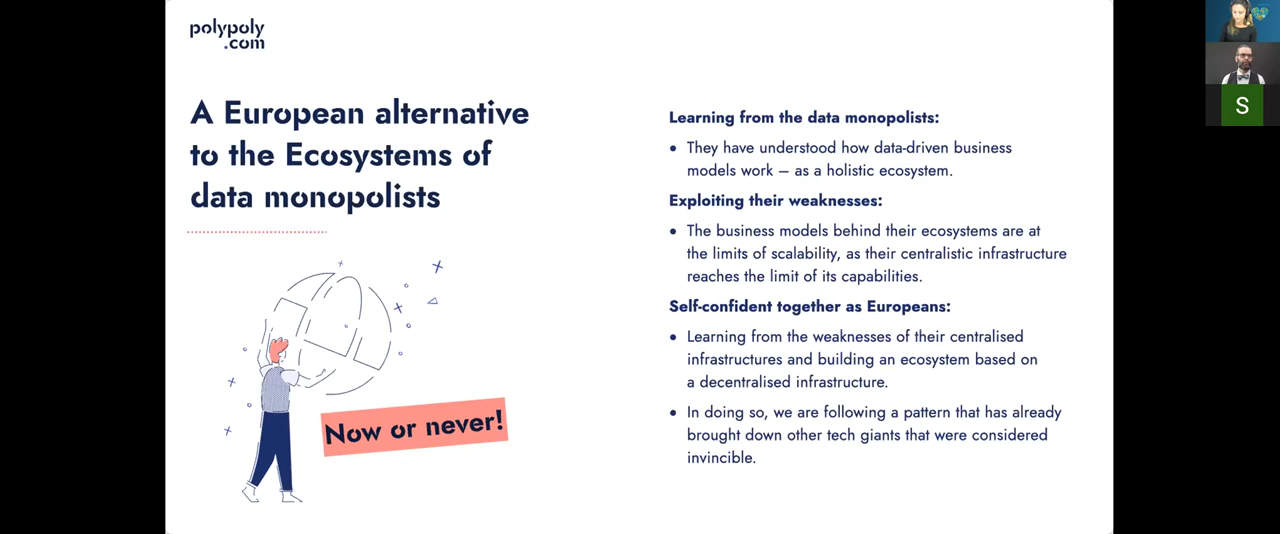 polypoly
.com
A European alternative
to the Ecosystems of
data monopolists
Now or never!
Learning from the data monopolists:
• They have understood how data-driven business
models work – as a holistic ecosystem.
Exploiting their weaknesses:
• The business models behind their ecosystems are at
the limits of scalability, as their centralistic infrastructure
reaches the limit of its capabilities.
Self-confident together as Europeans:
• Learning from the weaknesses of their centralised
infrastructures and building an ecosystem based on
a decentralised infrastructure.
• In doing so, we are following a pattern that has already
brought down other tech giants that were considered
invincible.
S